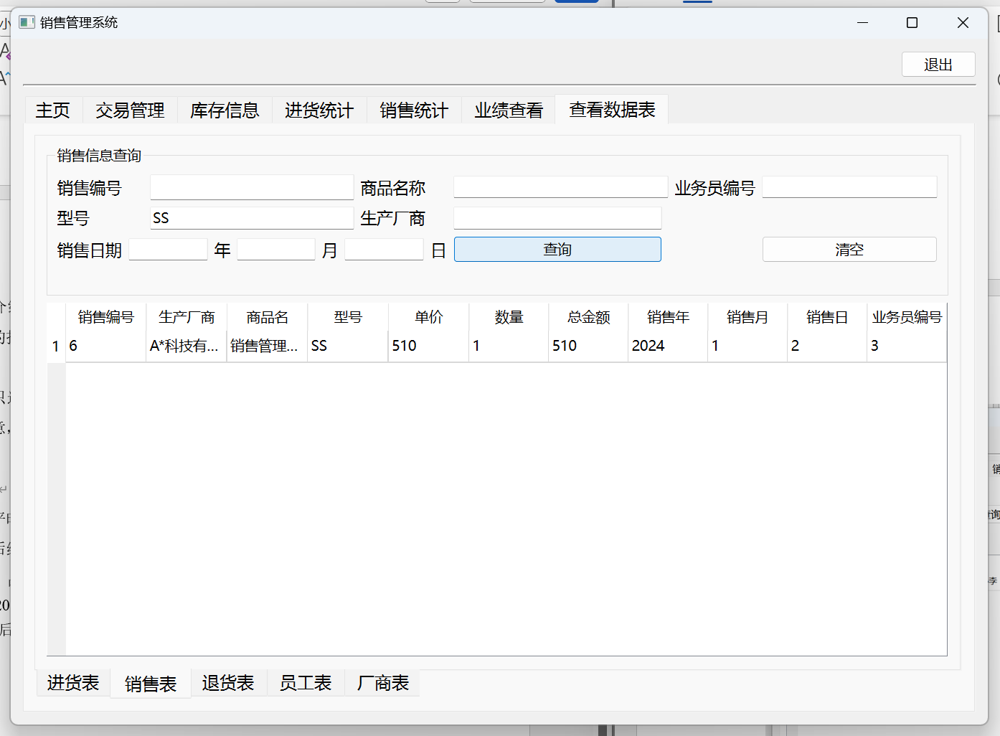 销售管理系统
退出
主页 交易管理 库存信息 进货统计 销售统计 业绩查看 查看数据表
销售信息查询
销售编号 商品名称 业务员编号
型号 SS 生产厂商
销售日期 年 月 日 查询 清空
销售编号 生产厂商 商品名 型号 单价 数量 总金额 销售年 销售月 销售日 业务员编号
1 6 A*科技有... 销售管理... SS 510 1 510 2024 1 2 3
进货表 销售表 退货表 员工表 厂商表